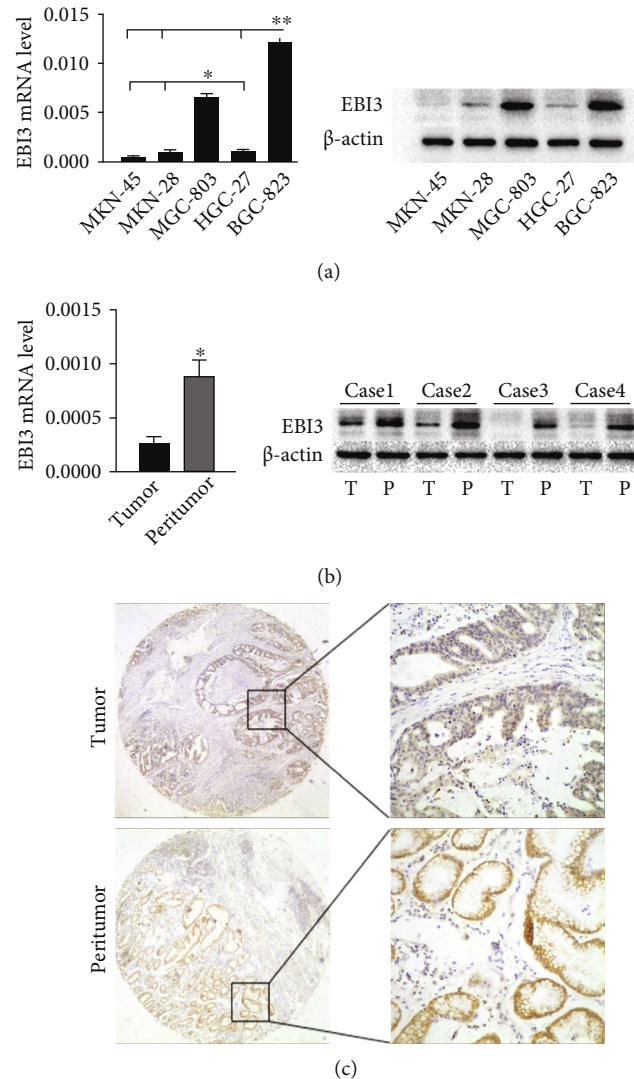 EBI3 mRNA level
0.015
0.010
0.005
0.000
*
**
MKN-45
MKN-28
MGC-803
HGC-27
BGC-823
EBI3
β-actin
MKN-45
MKN-28
MGC-803
HGC-27
BGC-823
(a)
EBI3 mRNA level
0.0015
0.0010
0.0005
0.0000
*
Tumor
Peritumor
Case1 Case2 Case3 Case4
EBI3
β-actin
T P T P T P T P
(b)
Tumor
Peritumor
(c)